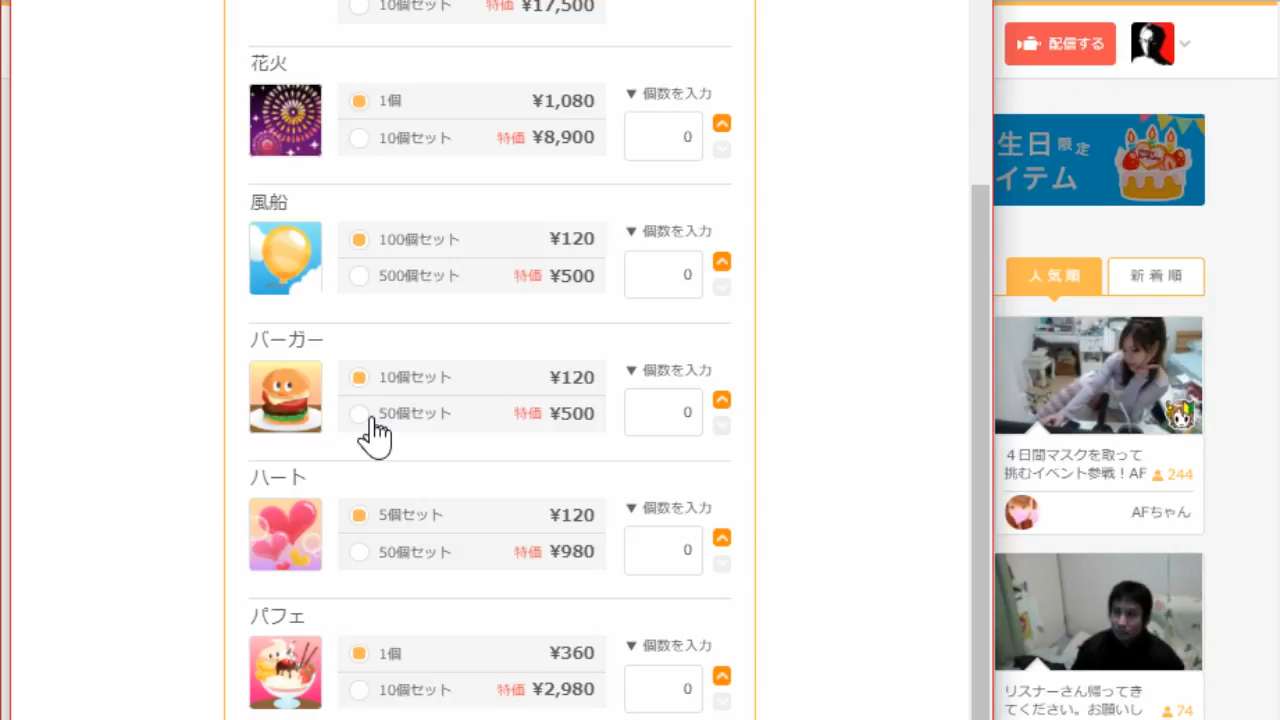 10個セット 特価 ¥17,500
花火
1個 ¥1,080
10個セット 特価 ¥8,900
▼ 個数を入力
0
風船
100個セット ¥120
500個セット 特価 ¥500
▼ 個数を入力
0
バーガー
10個セット ¥120
50個セット 特価 ¥500
▼ 個数を入力
0
ハート
5個セット ¥120
50個セット 特価 ¥980
▼ 個数を入力
0
パフェ
1個 ¥360
10個セット 特価 ¥2,980
▼ 個数を入力
0
配信する
生日限定
イテム
人気順
新着順
４日間マスクを取って
挑むイベント参戦！AF
244
AFちゃん
リスナーさん帰ってき
てください。お願いし
74